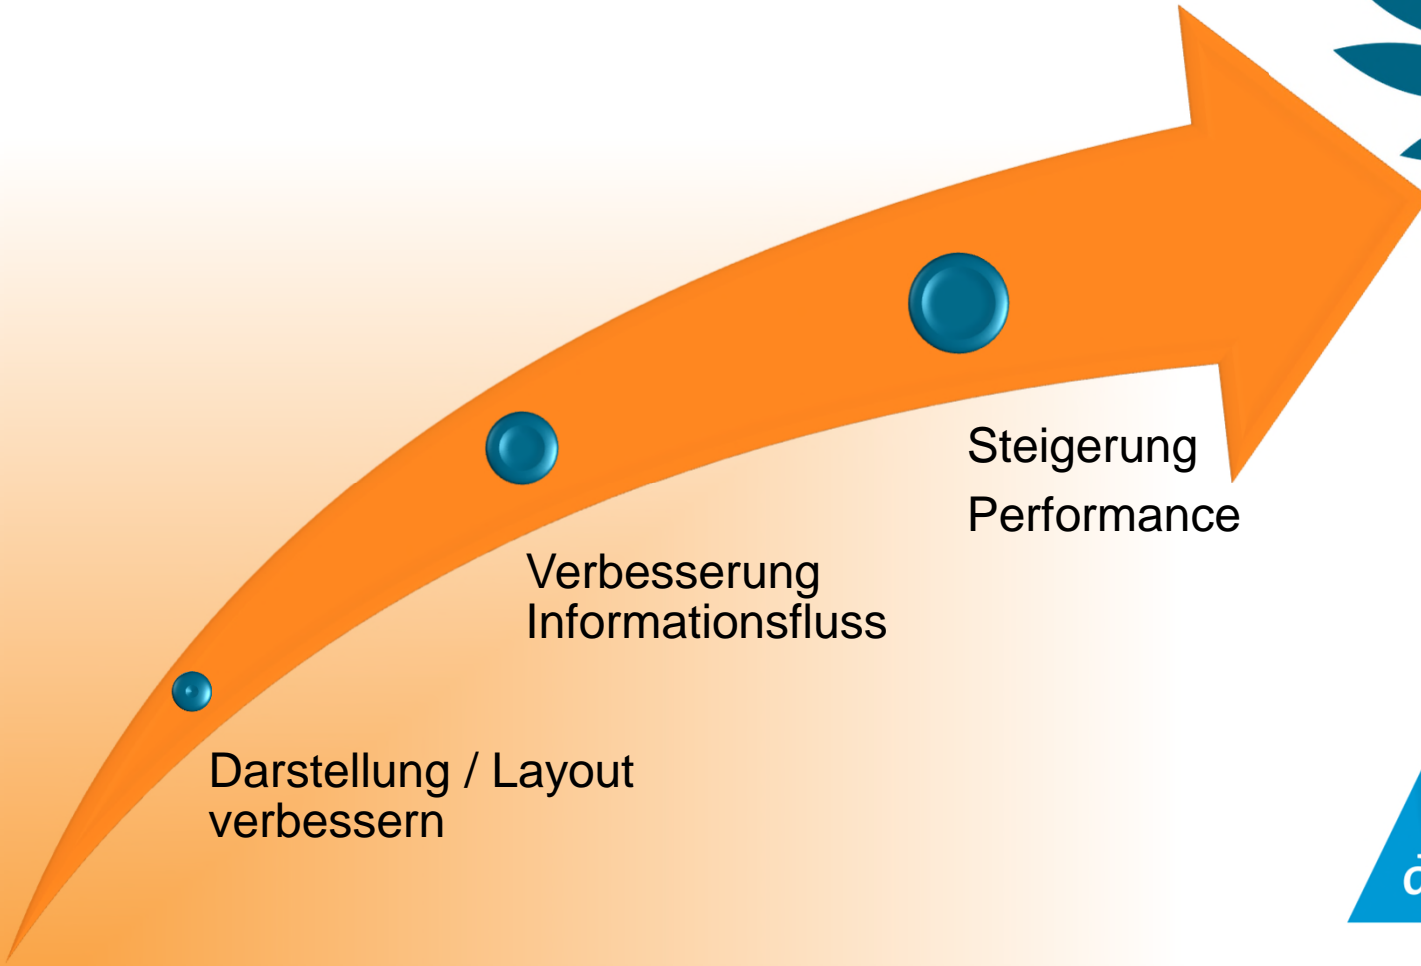 Steigerung
Performance
Verbesserung
Informationsfluss
Darstellung / Layout
verbessern